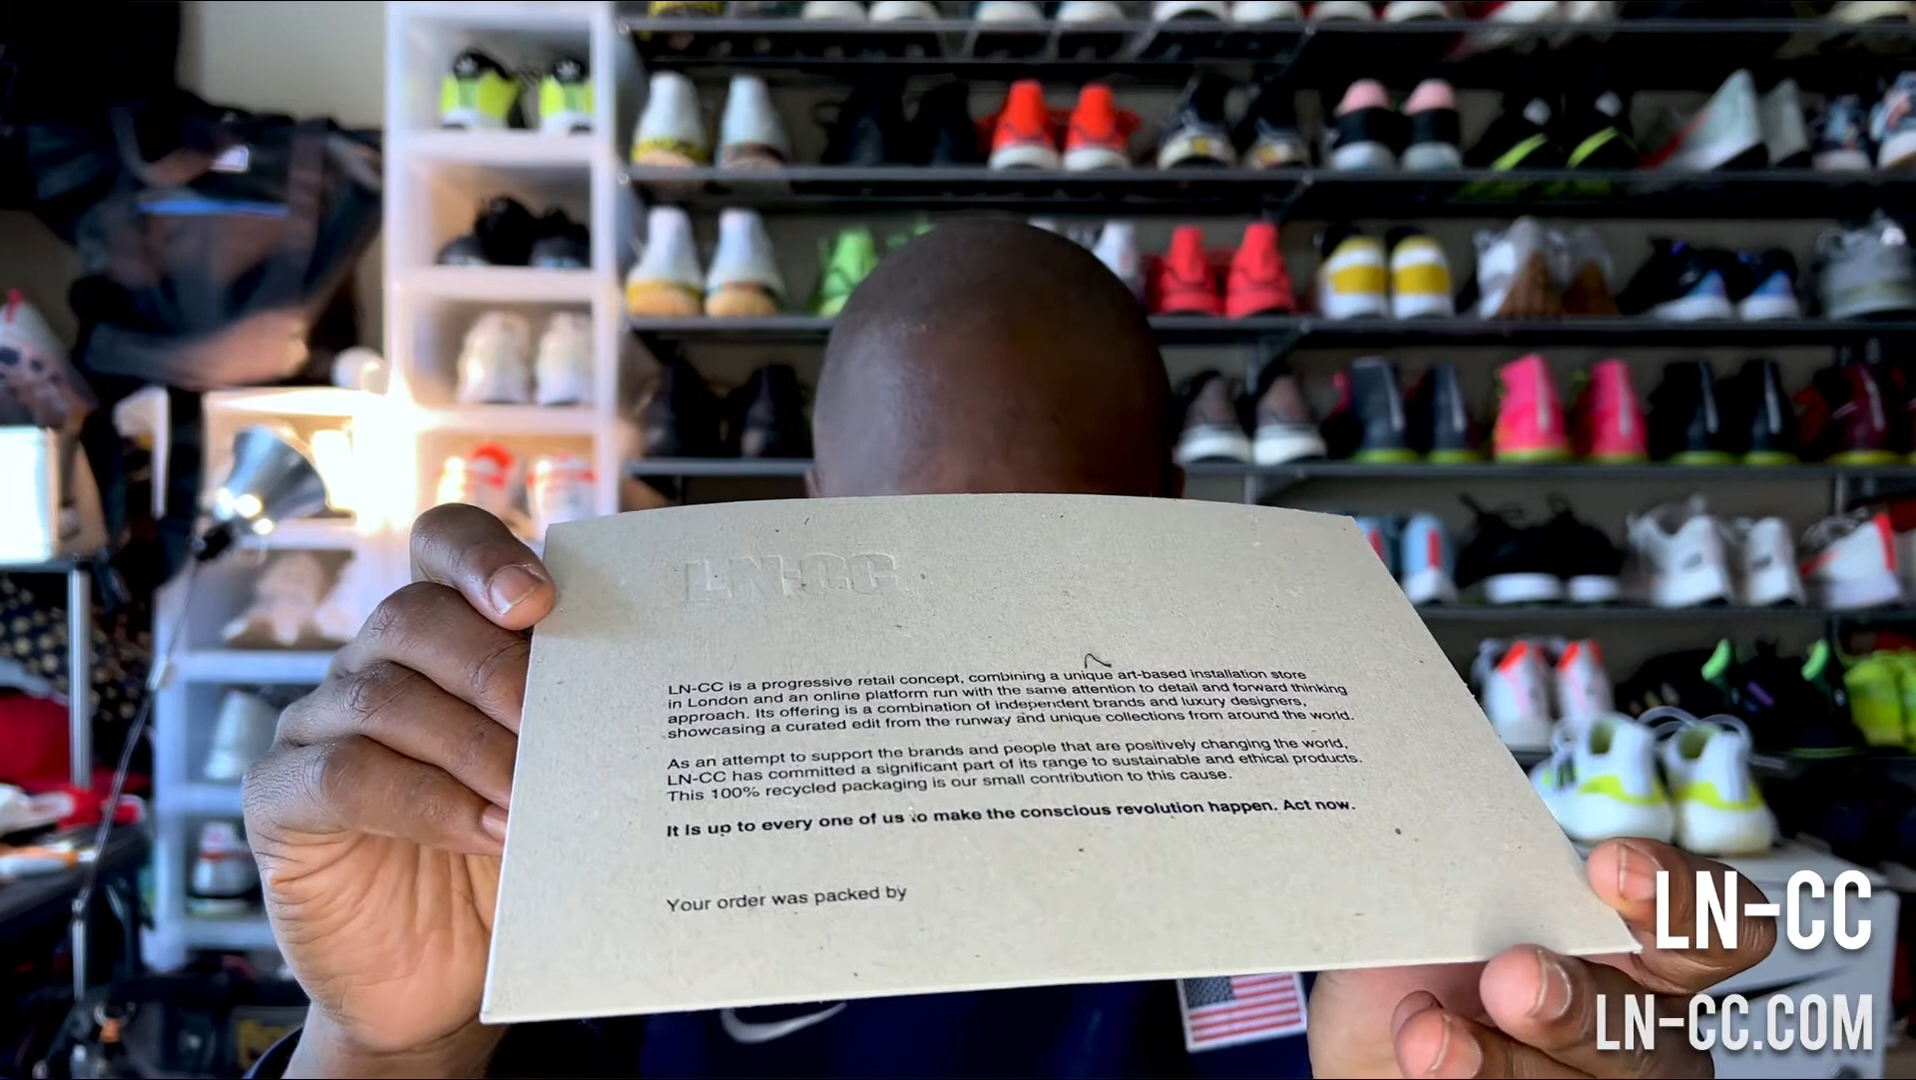 LN-CC
LN-CC is a progressive retail concept, combining a unique art-based installation store
in London and an online platform run with the same attention to detail and forward thinking
approach. Its offering is a combination of independent brands and luxury designers,
showcasing a curated edit from the runway and unique collections from around the world.
As an attempt to support the brands and people that are positively changing the world,
LN-CC has committed a significant part of its range to sustainable and ethical products.
This 100% recycled packaging is our small contribution to this cause.
It is up to every one of us to make the conscious revolution happen. Act now.
Your order was packed by
LN-CC
LN-CC.COM